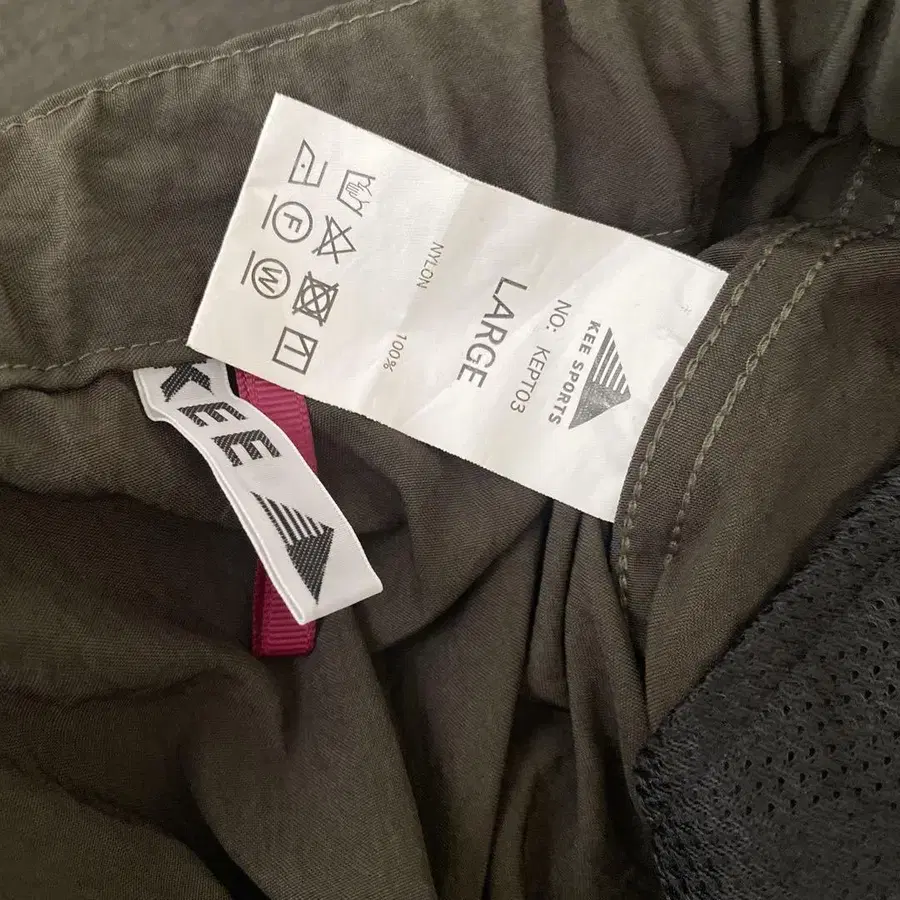 KEE SPORTS
NO: KEPT03
LARGE
NYLON 100%
F
W
KEE